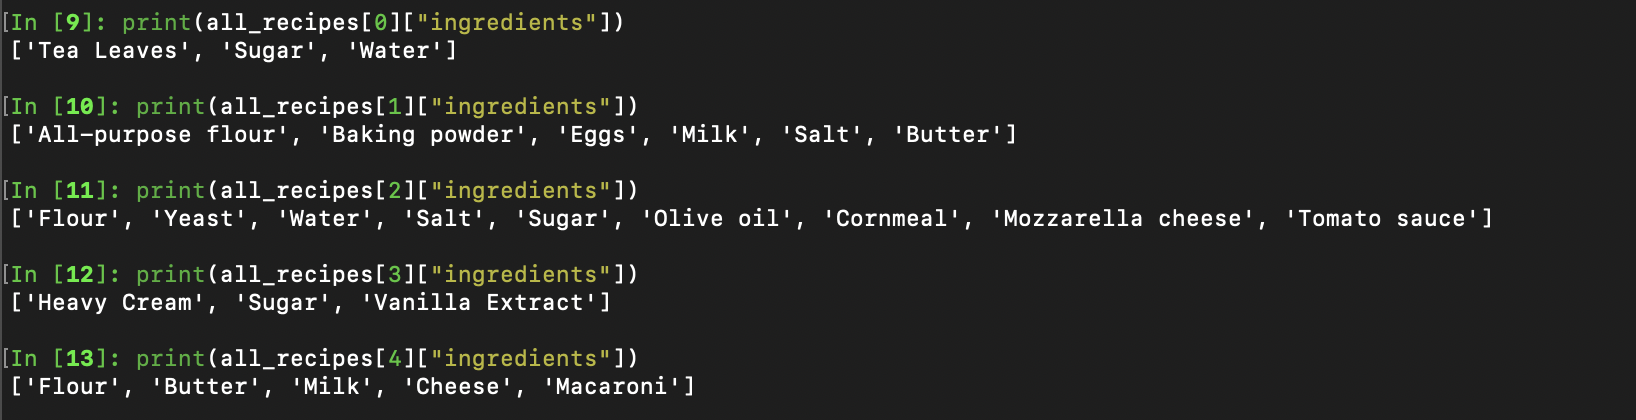 [In [9]: print(all_recipes[0]["ingredients"])
['Tea Leaves', 'Sugar', 'Water']
[In [10]: print(all_recipes[1]["ingredients"])
['All-purpose flour', 'Baking powder', 'Eggs', 'Milk', 'Salt', 'Butter']
[In [11]: print(all_recipes[2]["ingredients"])
['Flour', 'Yeast', 'Water', 'Salt', 'Sugar', 'Olive oil', 'Cornmeal', 'Mozzarella cheese', 'Tomato sauce']
[In [12]: print(all_recipes[3]["ingredients"])
['Heavy Cream', 'Sugar', 'Vanilla Extract']
[In [13]: print(all_recipes[4]["ingredients"])
['Flour', 'Butter', 'Milk', 'Cheese', 'Macaroni']